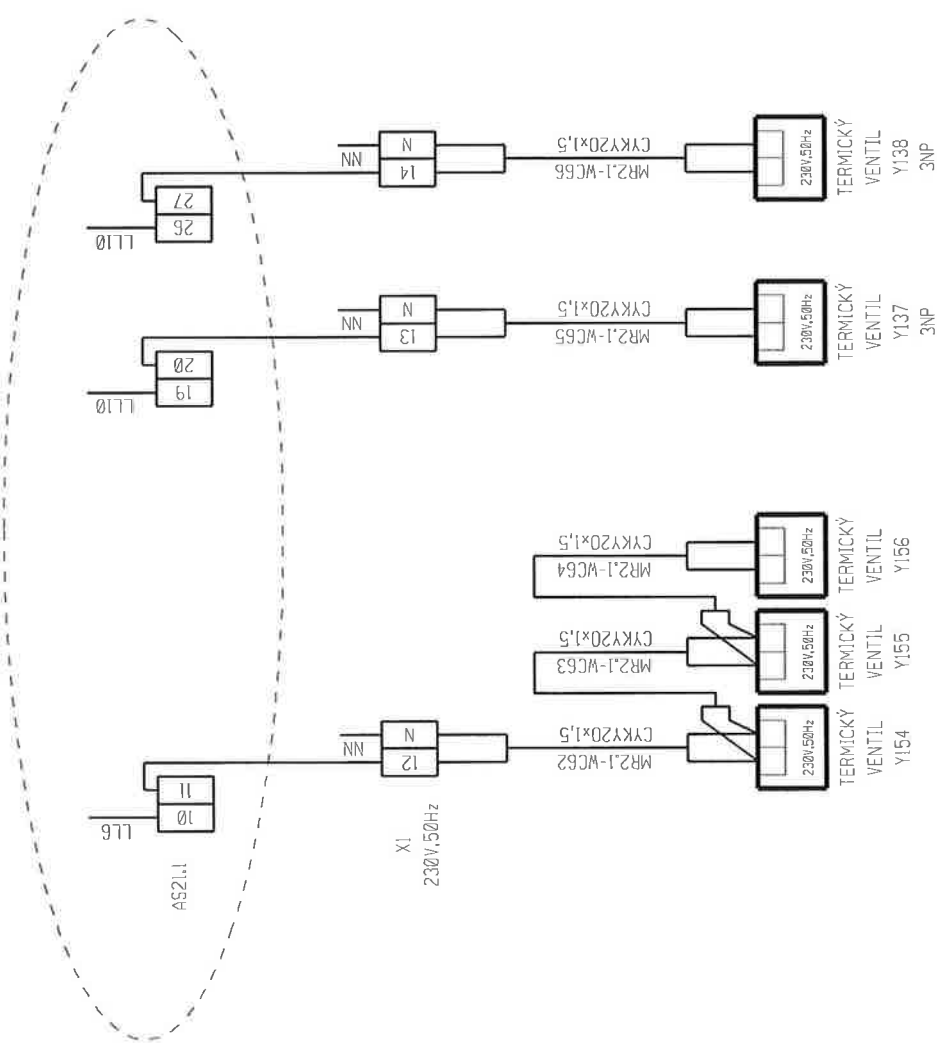 LL6
10 11
AS21.1
LL10
19 20
LL10
26 27
X1
230V,50Hz
12 N
NN
13 N
NN
14 N
NN
MR2.1-WC62
CYKY2Ox1,5
MR2.1-WC63
CYKY2Ox1,5
MR2.1-WC64
CYKY2Ox1,5
MR2.1-WC65
CYKY2Ox1,5
MR2.1-WC66
CYKY2Ox1,5
230V,50Hz
TERMICKÝ
VENTIL
Y154
230V,50Hz
TERMICKÝ
VENTIL
Y155
230V,50Hz
TERMICKÝ
VENTIL
Y156
230V,50Hz
TERMICKÝ
VENTIL
Y137
3NP
230V,50Hz
TERMICKÝ
VENTIL
Y138
3NP